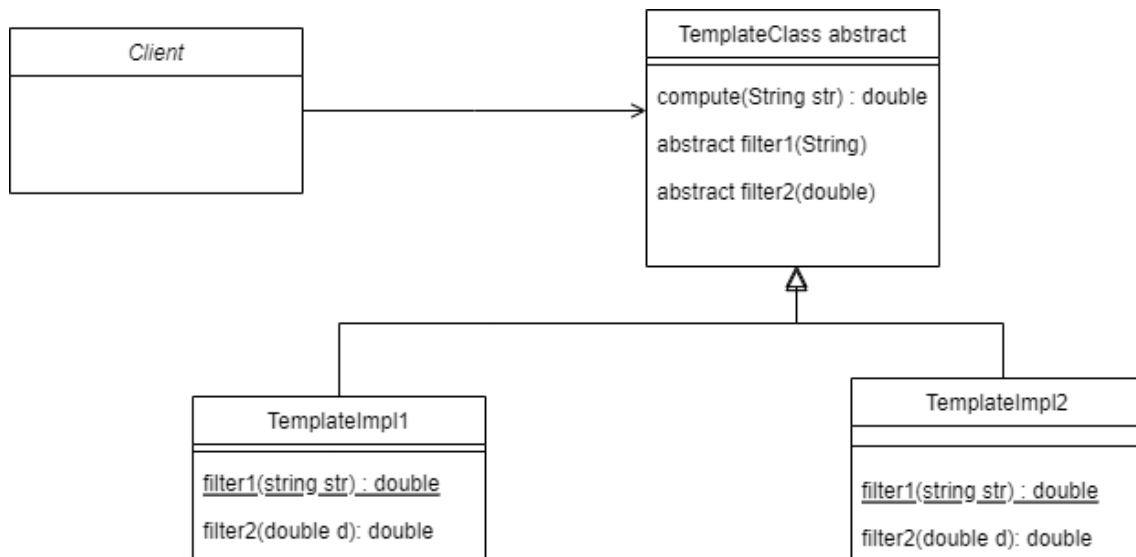 Client
TemplateClass abstract
compute(String str) : double
abstract filter1(String)
abstract filter2(double)
TemplateImpl1
filter1(string str) : double
filter2(double d): double
TemplateImpl2
filter1(string str) : double
filter2(double d): double